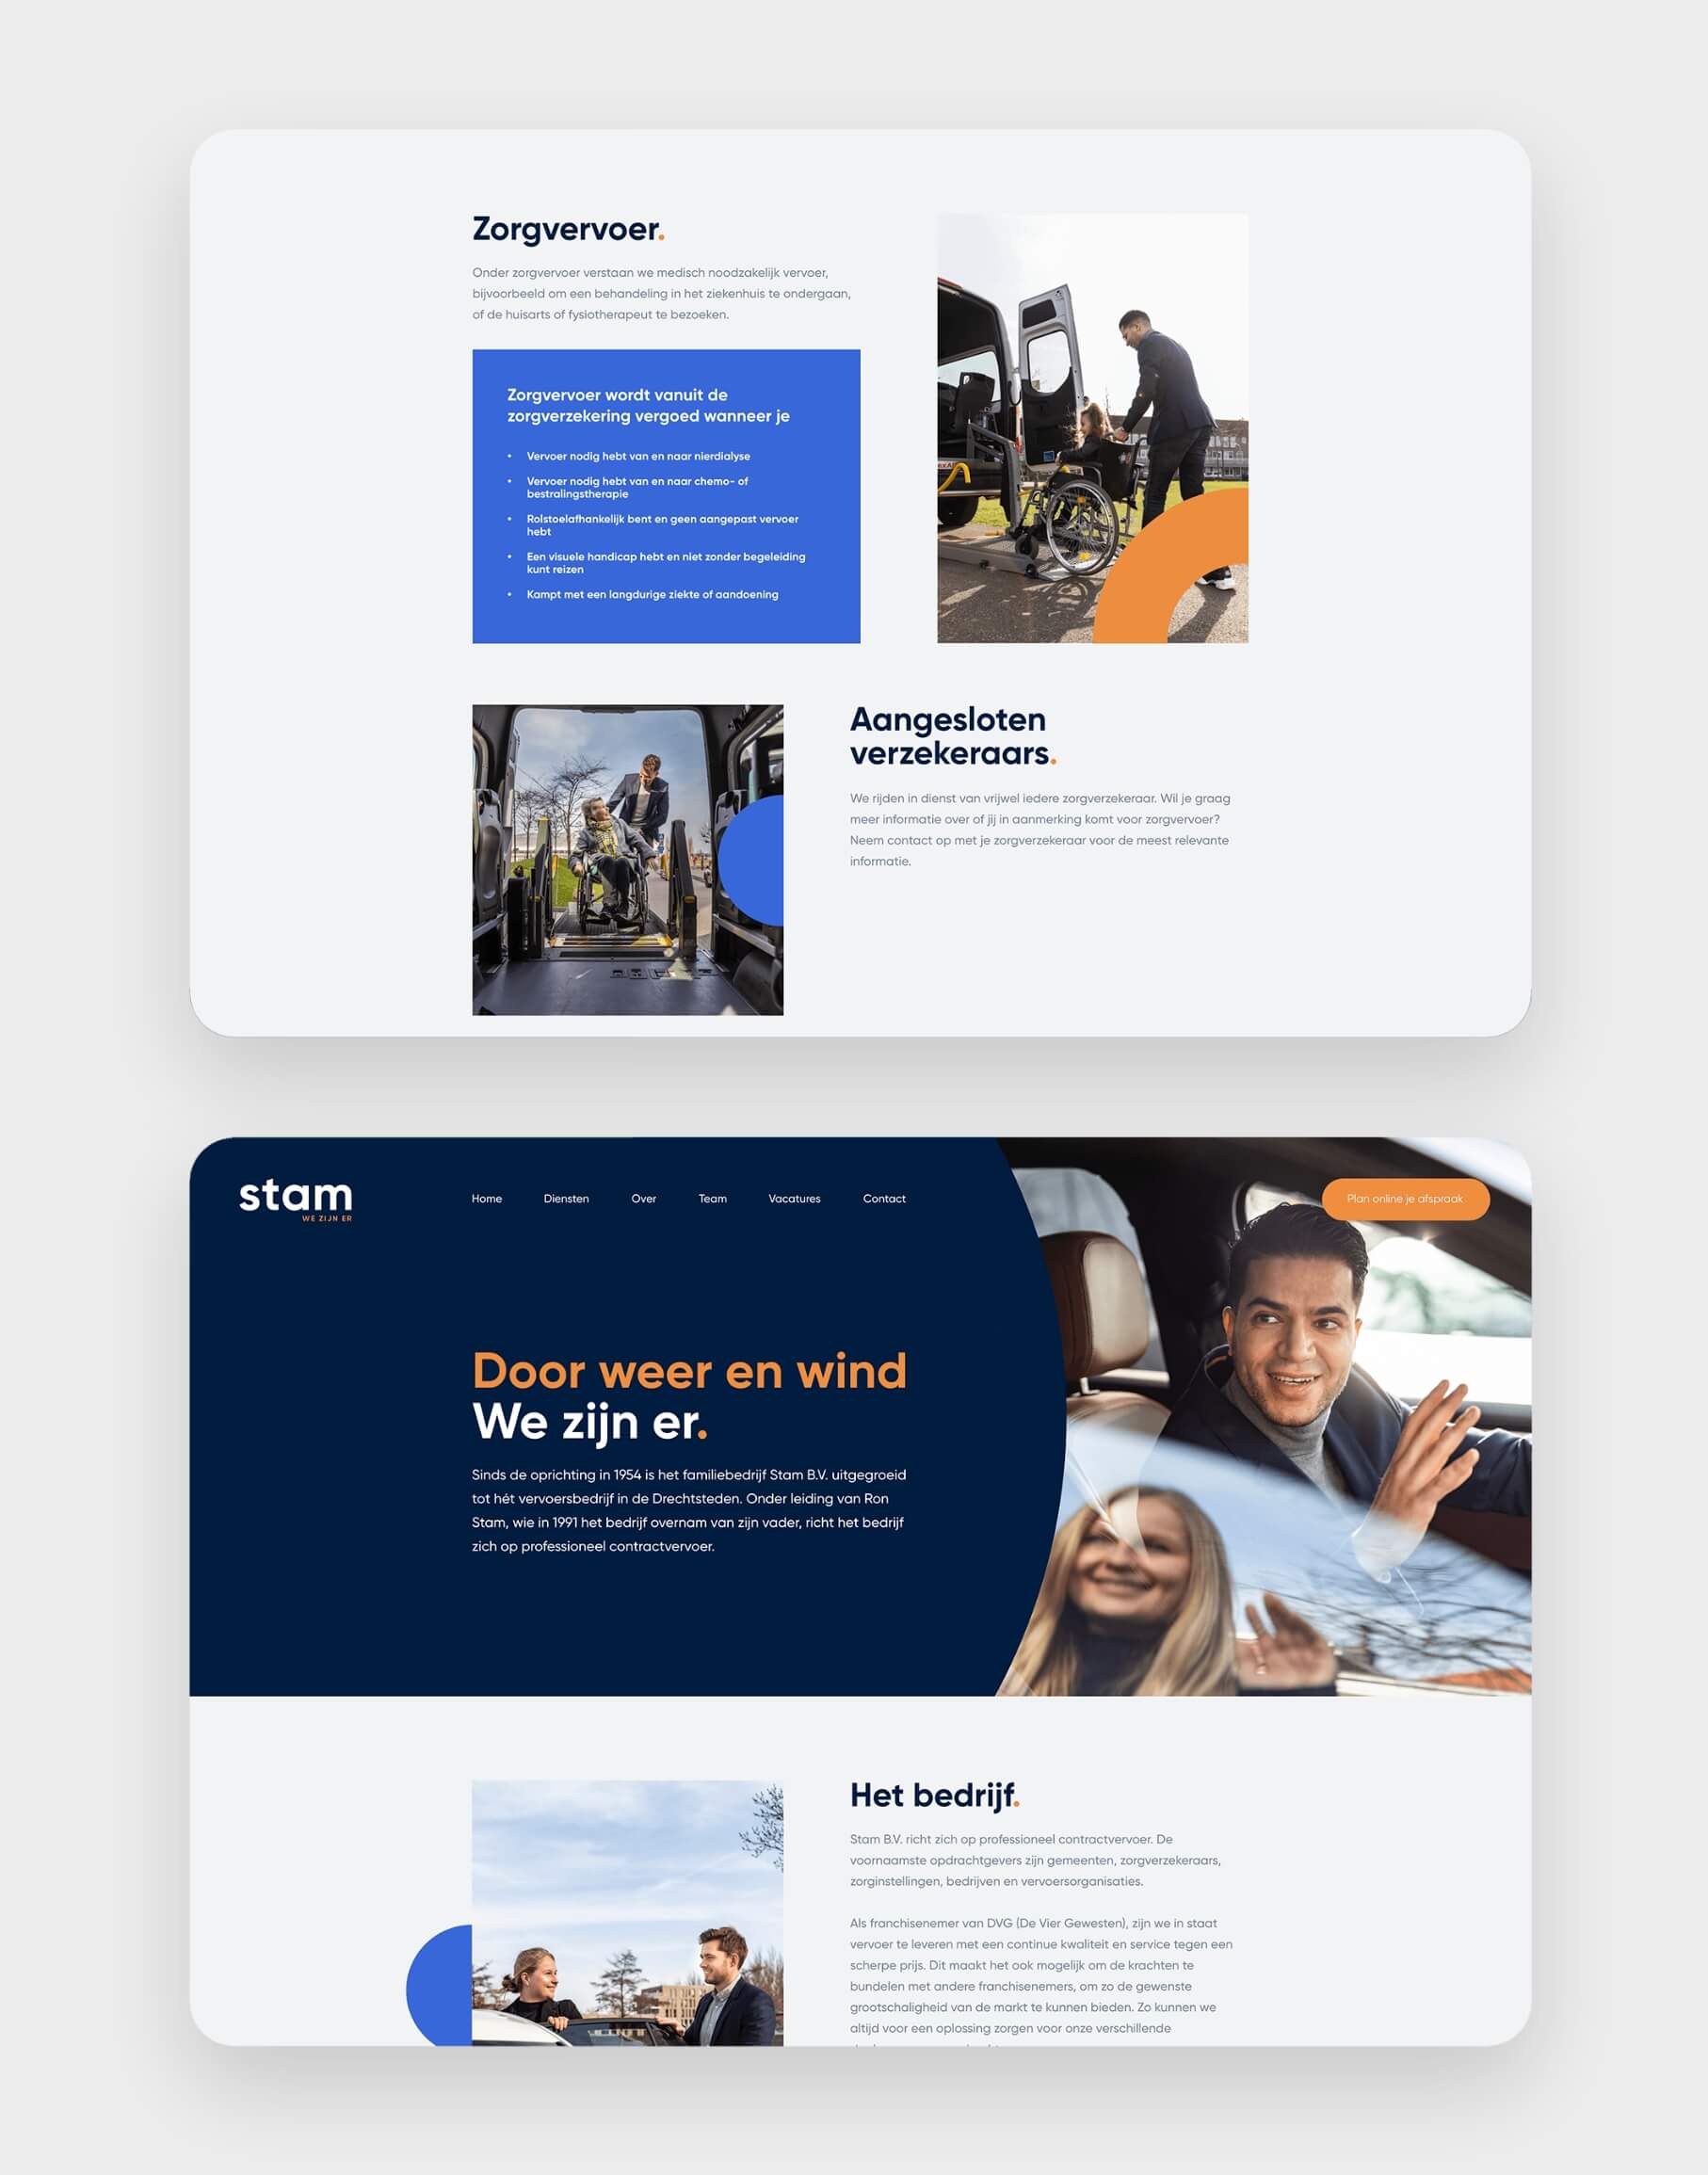 Zorgvervoer.
Onder zorgvervoer verstaan we medisch noodzakelijk vervoer,
bijvoorbeeld om een behandeling in het ziekenhuis te ondergaan,
of de huisarts of fysiotherapeut te bezoeken.
Zorgvervoer wordt vanuit de
zorgverzekering vergoed wanneer je
• Vervoer nodig hebt van en naar nierdialyse
• Vervoer nodig hebt van en naar chemo- of
bestralingstherapie
• Rolstoelafhankelijk bent en geen aangepast vervoer
hebt
• Een visuele handicap hebt en niet zonder begeleiding
kunt reizen
• Kampt met een langdurige ziekte of aandoening
Aangesloten
verzekeraars.
We rijden in dienst van vrijwel iedere zorgverzekeraar. Wil je graag
meer informatie over of jij in aanmerking komt voor zorgvervoer?
Neem contact op met je zorgverzekeraar voor de meest relevante
informatie.
stam
WE ZIJN ER
Home Diensten Over Team Vacatures Contact
Plan online je afspraak
Door weer en wind
We zijn er.
Sinds de oprichting in 1954 is het familiebedrijf Stam B.V. uitgegroeid
tot hét vervoersbedrijf in de Drechtsteden. Onder leiding van Ron
Stam, wie in 1991 het bedrijf overnam van zijn vader, richt het bedrijf
zich op professioneel contractvervoer.
Het bedrijf.
Stam B.V. richt zich op professioneel contractvervoer. De
voornaamste opdrachtgevers zijn gemeenten, zorgverzekeraars,
zorginstellingen, bedrijven en vervoersorganisaties.
Als franchisenemer van DVG (De Vier Gewesten), zijn we in staat
vervoer te leveren met een continue kwaliteit en service tegen een
scherpe prijs. Dit maakt het ook mogelijk om de krachten te
bundelen met andere franchisenemers, om zo de gewenste
grootschaligheid van de markt te kunnen bieden. Zo kunnen we
altijd voor een oplossing zorgen voor onze verschillende